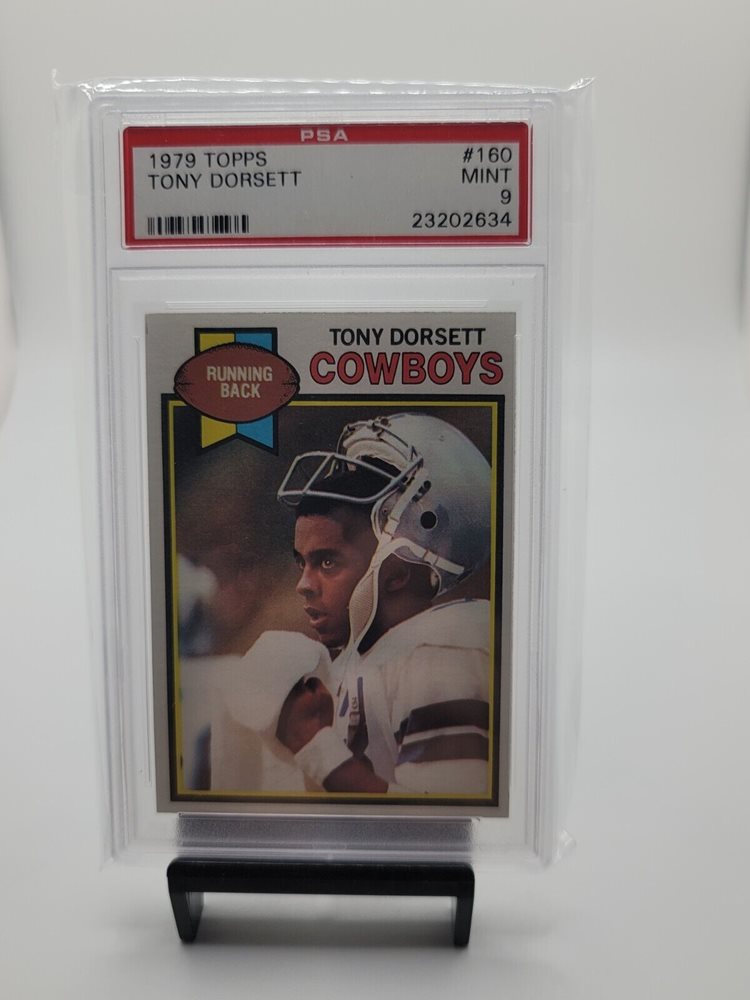 PSA
1979 TOPPS #160
TONY DORSETT MINT
9
23202634
TONY DORSETT
COWBOYS
RUNNING
BACK